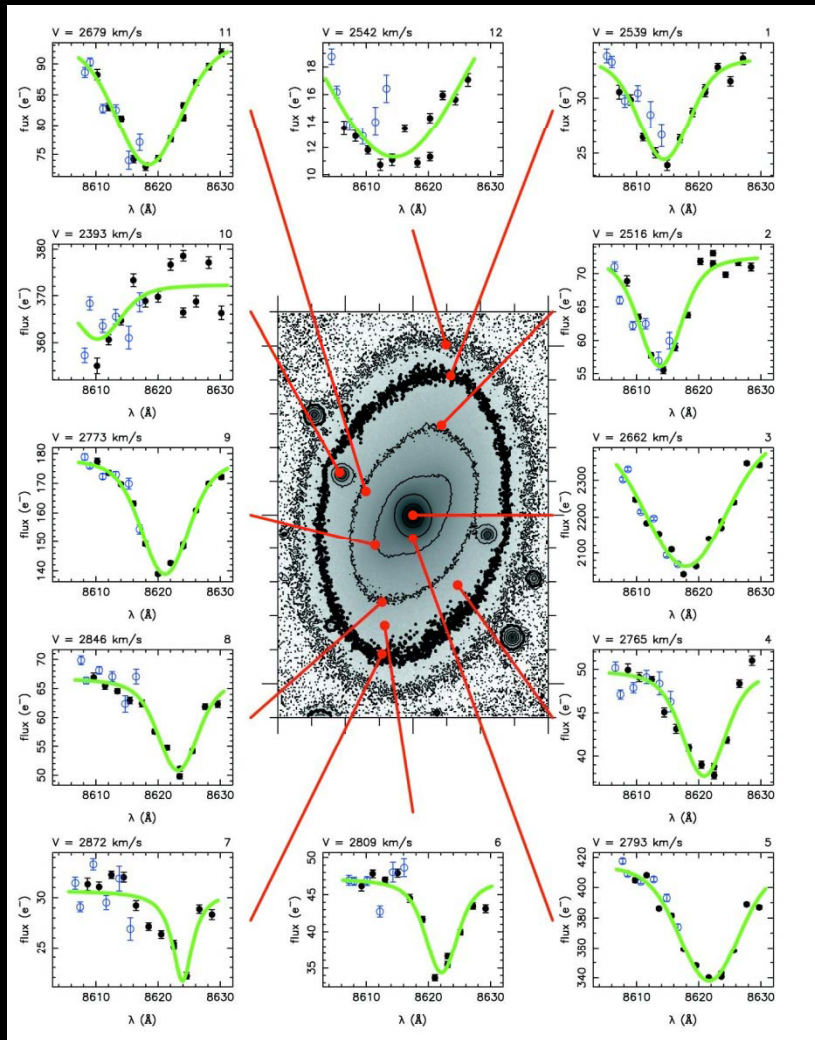 V = 2679 km/s 11
flux (e⁻)
90
85
80
75
8610 8620 8630
λ (Å)
V = 2542 km/s 12
flux (e⁻)
18
16
14
12
10
8610 8620 8630
λ (Å)
V = 2539 km/s 1
flux (e⁻)
30
25
8610 8620 8630
λ (Å)
V = 2393 km/s 10
flux (e⁻)
380
370
360
8610 8620 8630
λ (Å)
V = 2516 km/s 2
flux (e⁻)
70
65
60
55
8610 8620 8630
λ (Å)
V = 2773 km/s 9
flux (e⁻)
180
170
160
150
140
8610 8620 8630
λ (Å)
V = 2662 km/s 3
flux (e⁻)
2300
2200
2100
8610 8620 8630
λ (Å)
V = 2846 km/s 8
flux (e⁻)
70
65
60
55
50
8610 8620 8630
λ (Å)
V = 2765 km/s 4
flux (e⁻)
50
45
40
8610 8620 8630
λ (Å)
V = 2872 km/s 7
flux (e⁻)
30
25
8610 8620 8630
λ (Å)
V = 2809 km/s 6
flux (e⁻)
50
45
40
35
8610 8620 8630
λ (Å)
V = 2793 km/s 5
flux (e⁻)
420
400
380
360
340
8610 8620 8630
λ (Å)